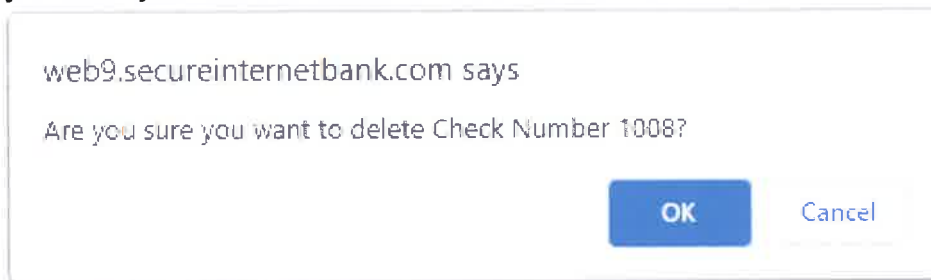 web9.secureinternetbank.com says
Are you sure you want to delete Check Number 1008?
OK
Cancel